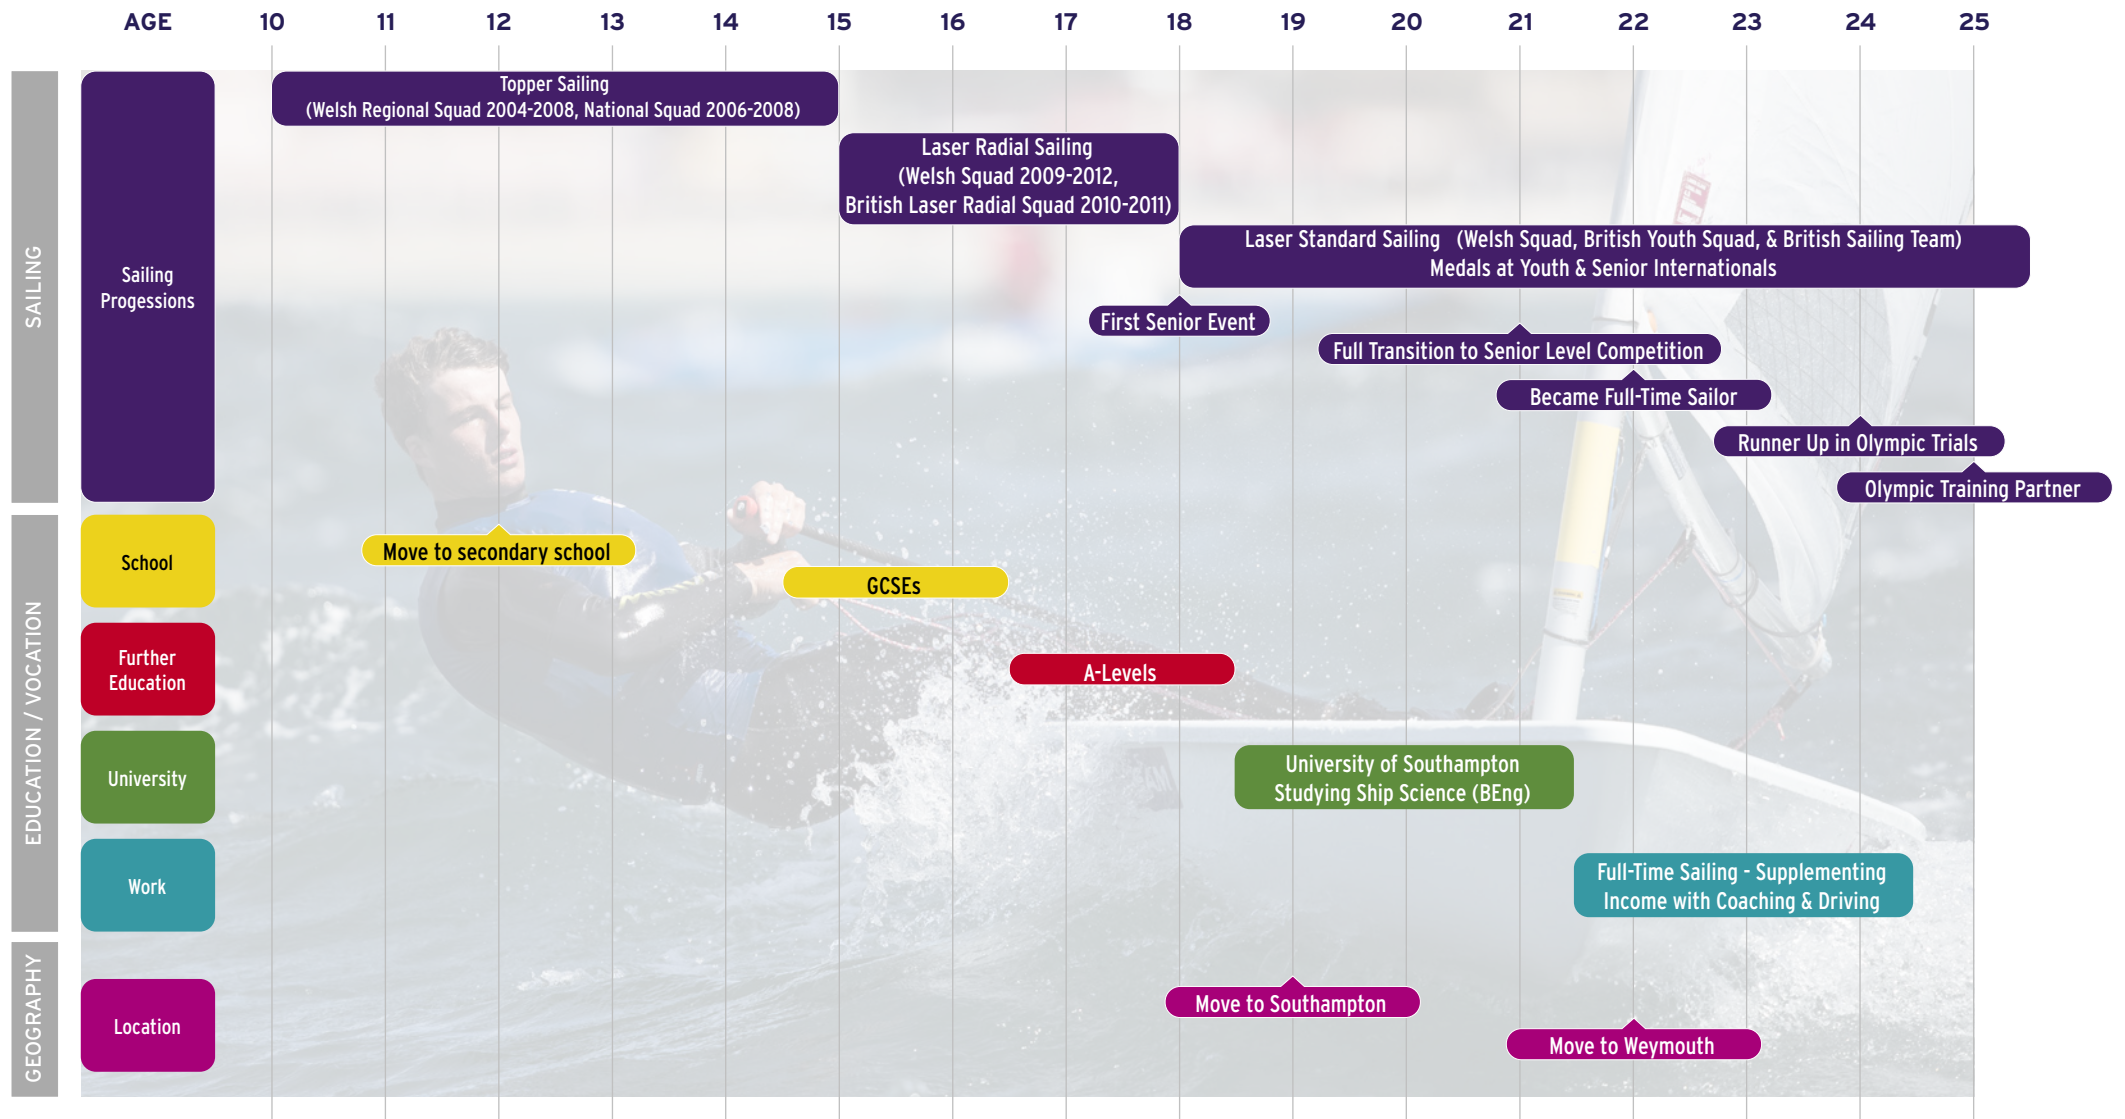 AGE 10 11 12 13 14 15 16 17 18 19 20 21 22 23 24 25
SAILING
Sailing
Progessions
Topper Sailing
(Welsh Regional Squad 2004-2008, National Squad 2006-2008)
Laser Radial Sailing
(Welsh Squad 2009-2012,
British Laser Radial Squad 2010-2011)
Laser Standard Sailing (Welsh Squad, British Youth Squad, & British Sailing Team)
Medals at Youth & Senior Internationals
First Senior Event
Full Transition to Senior Level Competition
Became Full-Time Sailor
Runner Up in Olympic Trials
Olympic Training Partner
EDUCATION / VOCATION
School
Move to secondary school
GCSEs
Further
Education
A-Levels
University
University of Southampton
Studying Ship Science (BEng)
Work
Full-Time Sailing - Supplementing
Income with Coaching & Driving
GEOGRAPHY
Location
Move to Southampton
Move to Weymouth